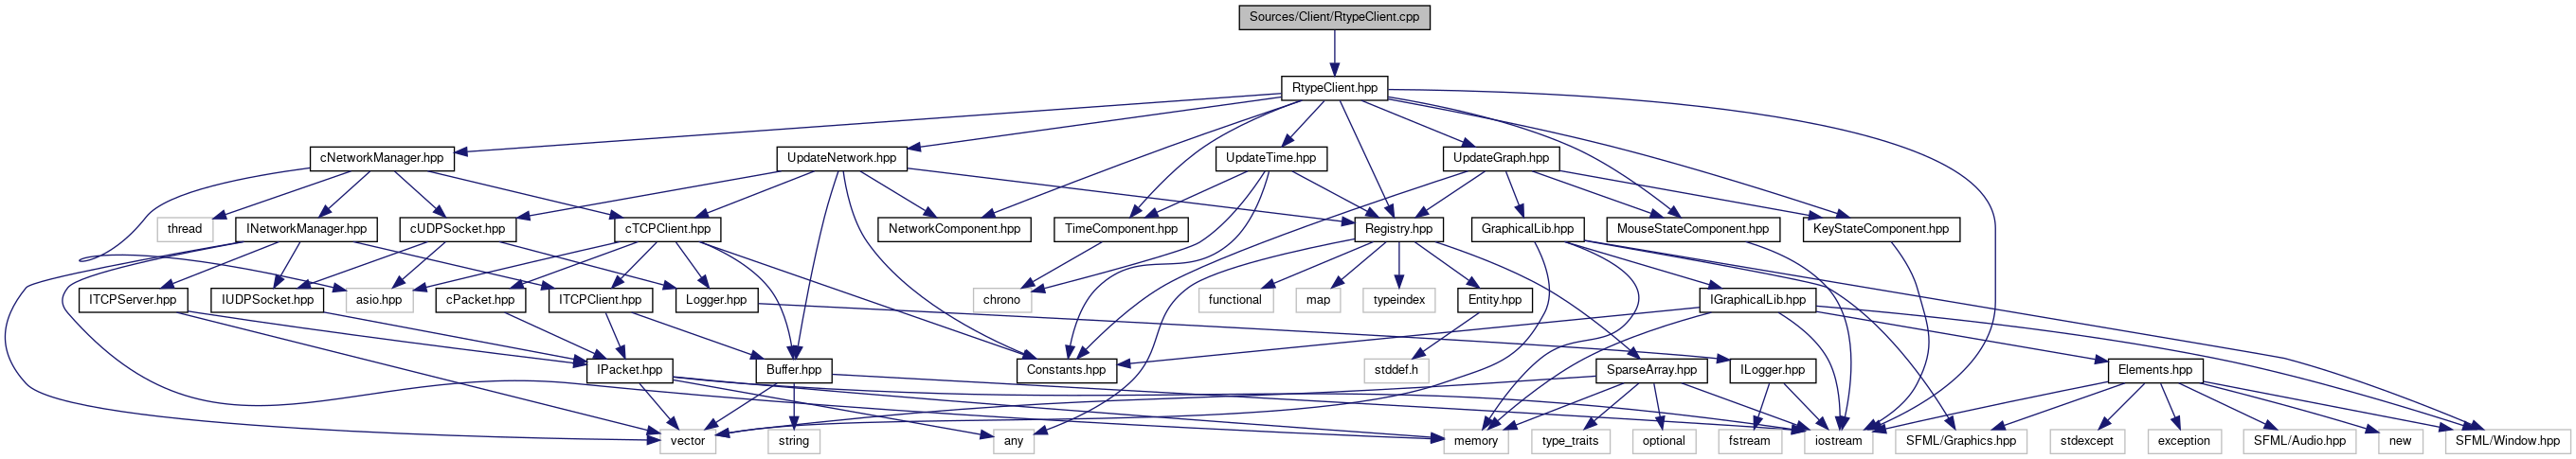 Sources/Client/RtypeClient.cpp
RtypeClient.hpp
cNetworkManager.hpp
UpdateNetwork.hpp
UpdateTime.hpp
UpdateGraph.hpp
thread
INetworkManager.hpp
cUDPSocket.hpp
cTCPClient.hpp
NetworkComponent.hpp
TimeComponent.hpp
Registry.hpp
GraphicalLib.hpp
MouseStateComponent.hpp
KeyStateComponent.hpp
ITCPServer.hpp
IUDPSocket.hpp
asio.hpp
cPacket.hpp
ITCPClient.hpp
Logger.hpp
chrono
functional
map
typeindex
Entity.hpp
IGraphicalLib.hpp
IPacket.hpp
Buffer.hpp
Constants.hpp
stddef.h
SparseArray.hpp
ILogger.hpp
Elements.hpp
vector
string
any
memory
type_traits
optional
fstream
iostream
SFML/Graphics.hpp
stdexcept
exception
SFML/Audio.hpp
new
SFML/Window.hpp